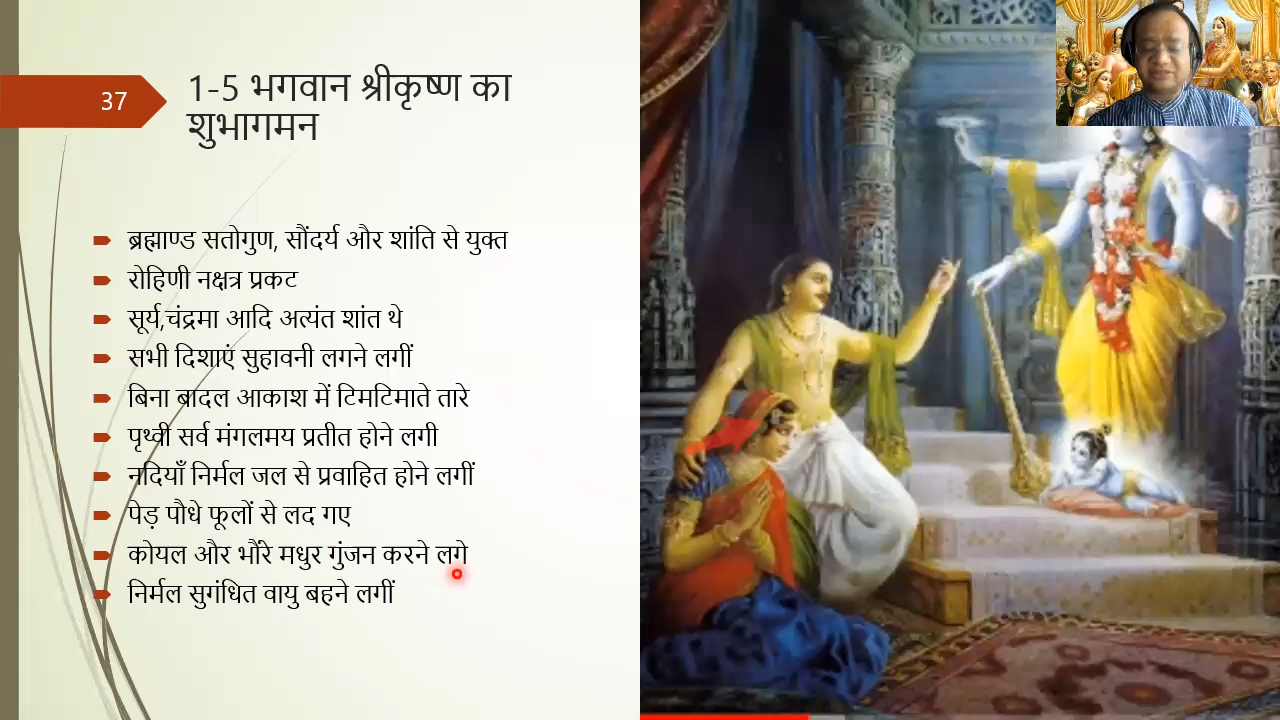 37
1-5 भगवान श्रीकृष्ण का
शुभागमन
ब्रह्माण्ड सतोगुण, सौंदर्य और शांति से युक्त
रोहिणी नक्षत्र प्रकट
सूर्य,चंद्रमा आदि अत्यंत शांत थे
सभी दिशाएं सुहावनी लगने लगीं
बिना बादल आकाश में टिमटिमाते तारे
पृथ्वी सर्व मंगलमय प्रतीत होने लगी
नदियाँ निर्मल जल से प्रवाहित होने लगीं
पेड़ पौधे फूलों से लद गए
कोयल और भौंरे मधुर गुंजन करने लगे
निर्मल सुगंधित वायु बहने लगीं